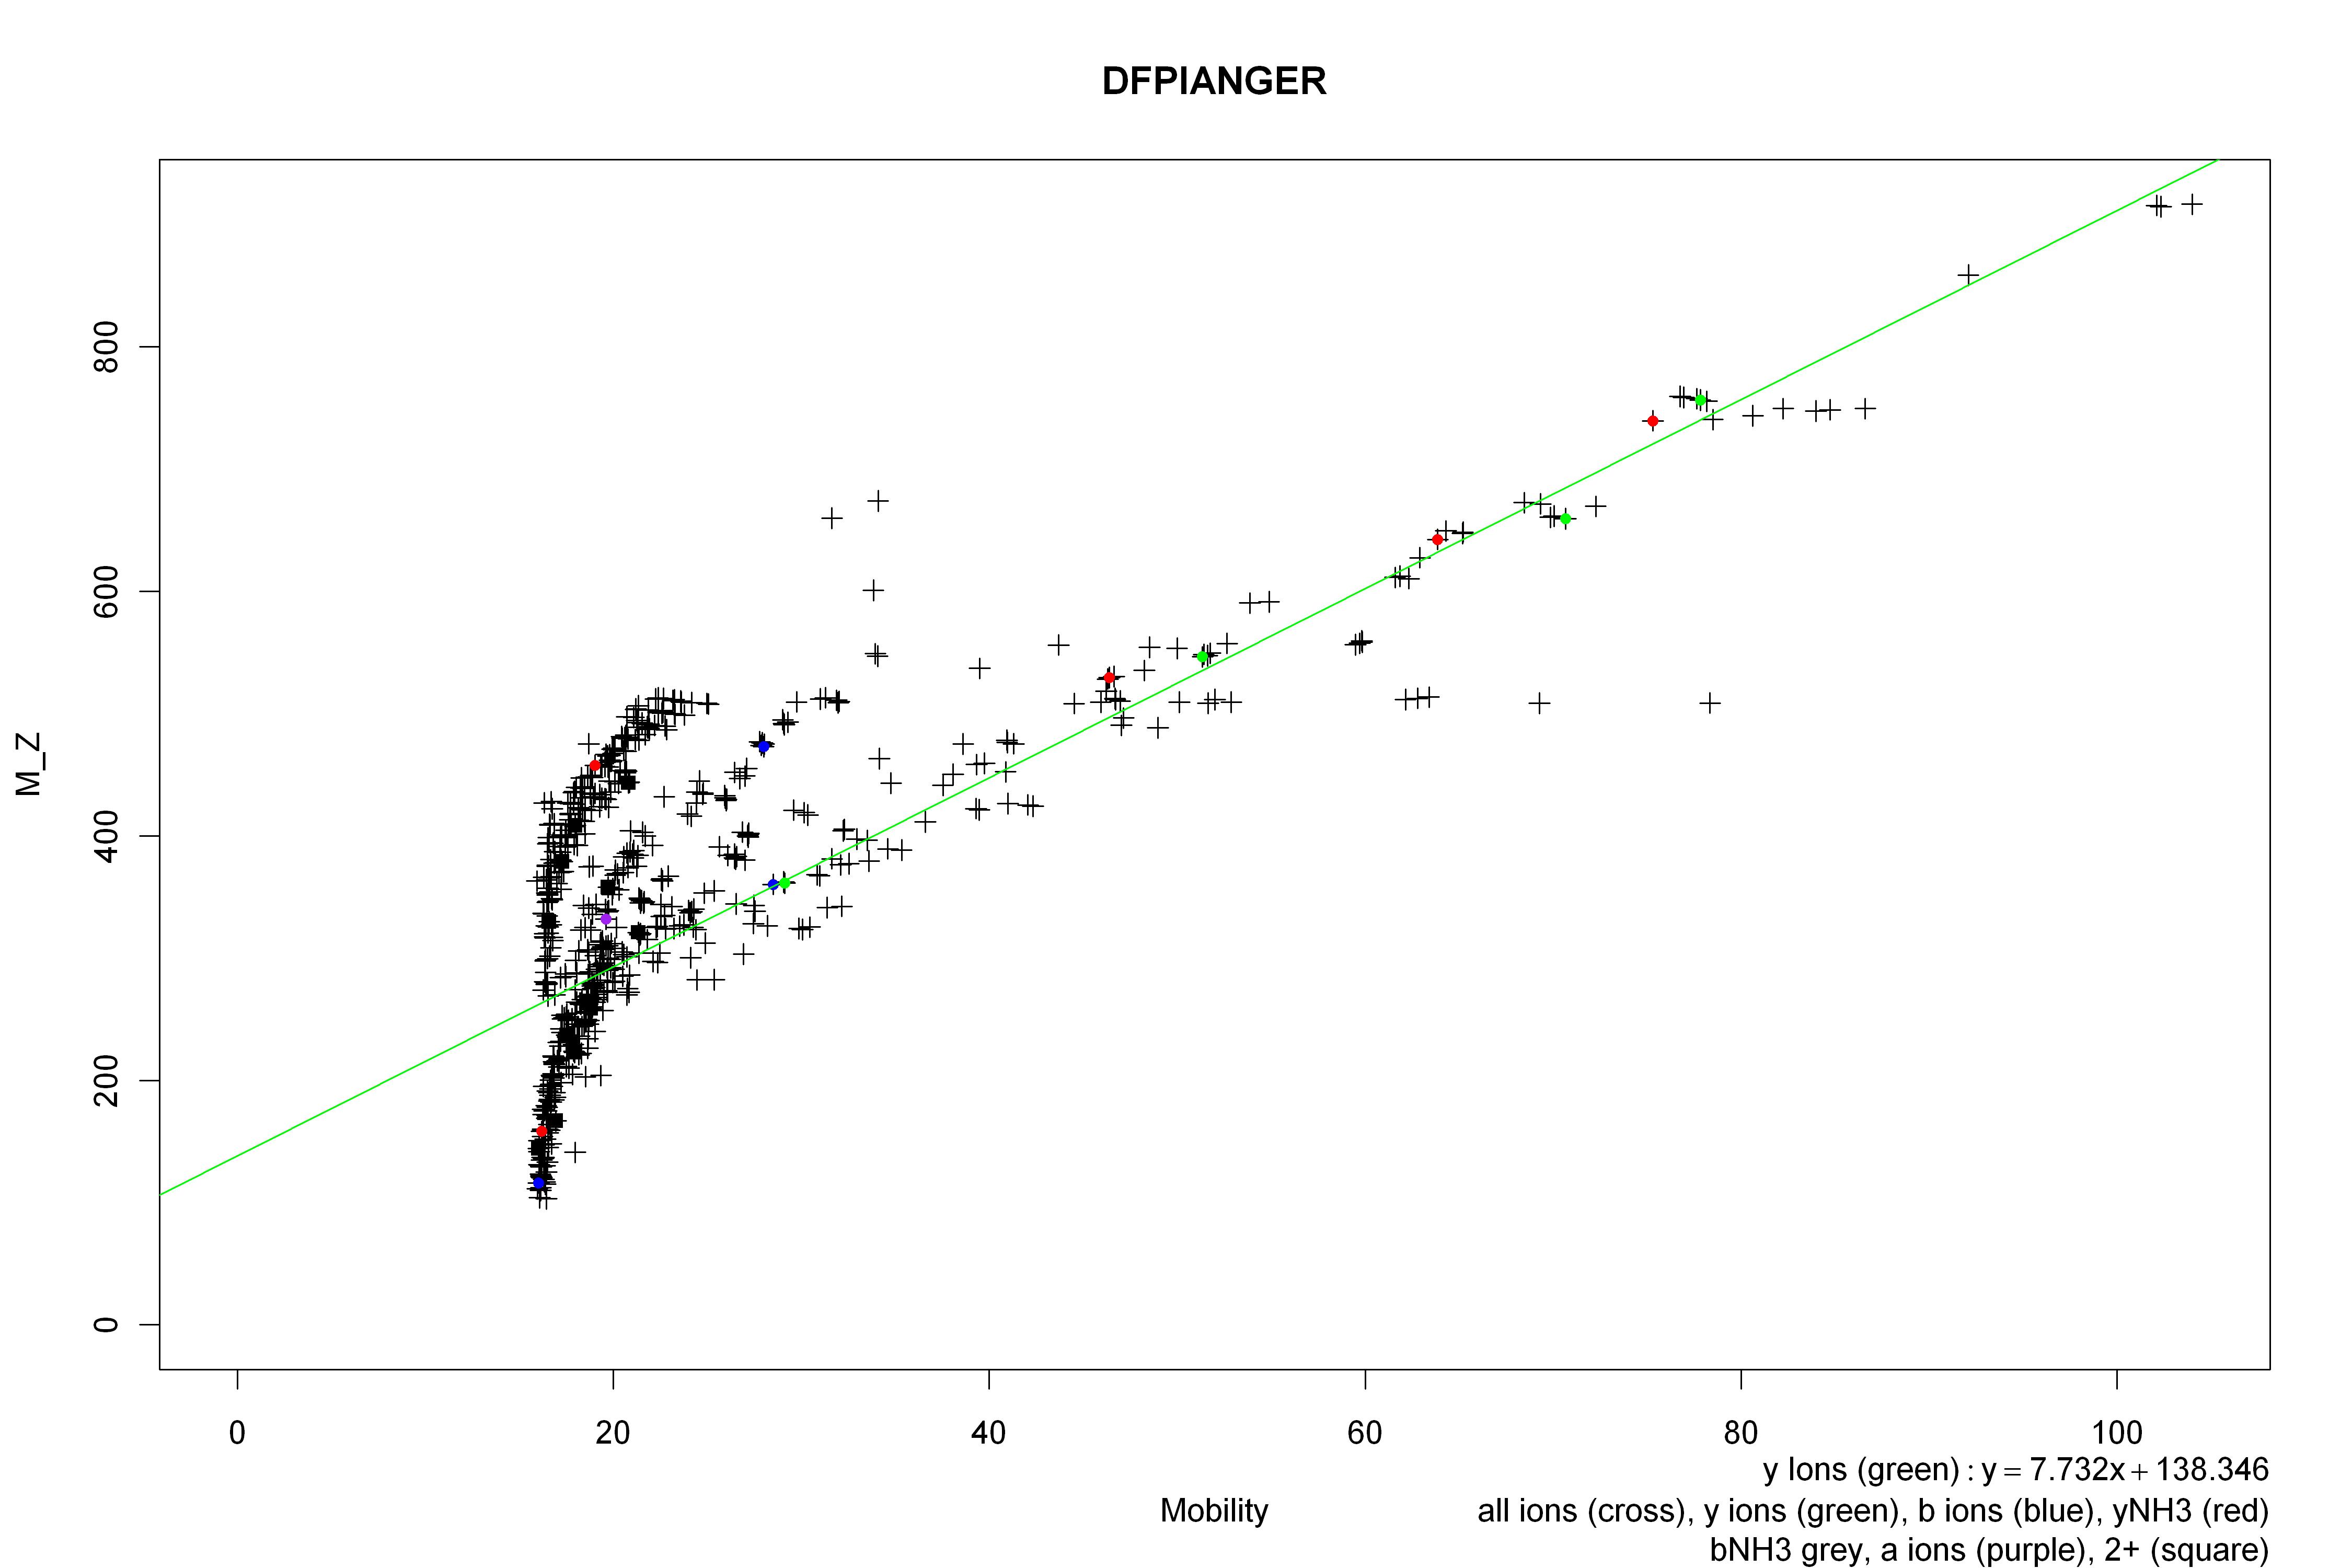 DFPIANGER
M_Z
800
600
400
200
0
0 20 40 60 80 100
y Ions (green) : y = 7.732x + 138.346
Mobility
all ions (cross), y ions (green), b ions (blue), yNH3 (red)
bNH3 grey, a ions (purple), 2+ (square)